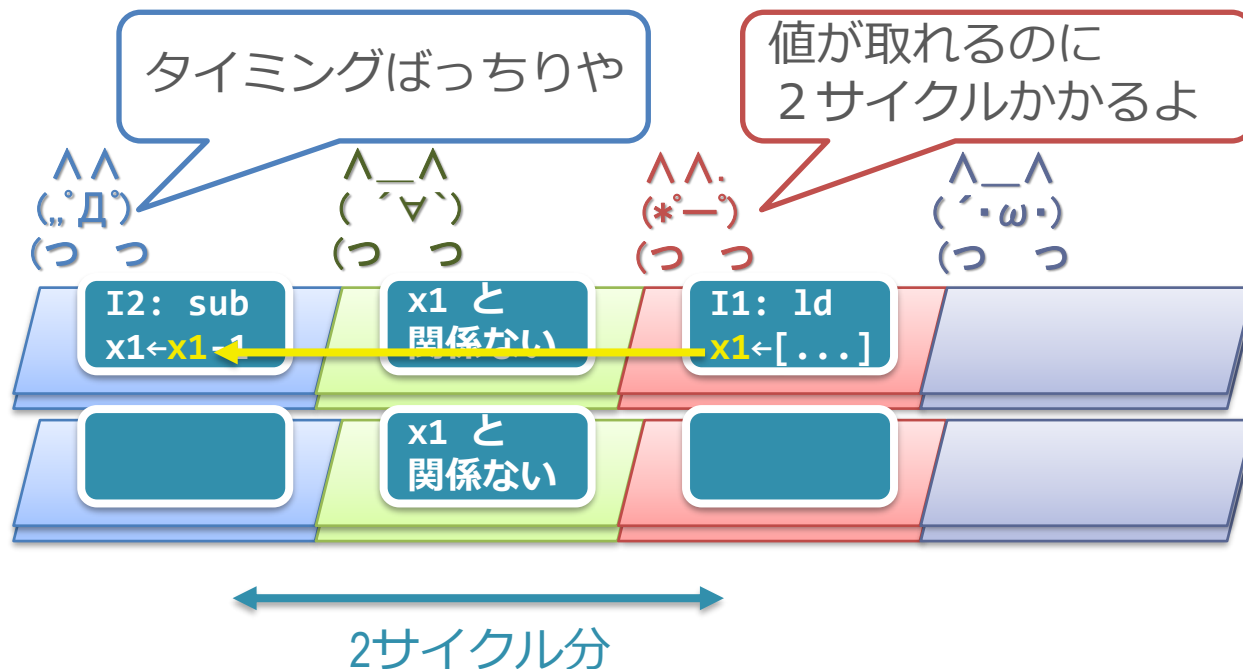 タイミングばっちりや
値が取れるのに
２サイクルかかるよ
∧∧
(,,ﾟДﾟ)
(つ　つ
∧＿∧
( ´∀`)
(つ　つ
∧∧.
(*ﾟーﾟ)
(つ　つ
∧＿∧
(´･ω･)
(つ　つ
I2: sub
x1←x1-1
x1 と
関係ない
I1: ld
x1←[...]
x1 と
関係ない
2サイクル分